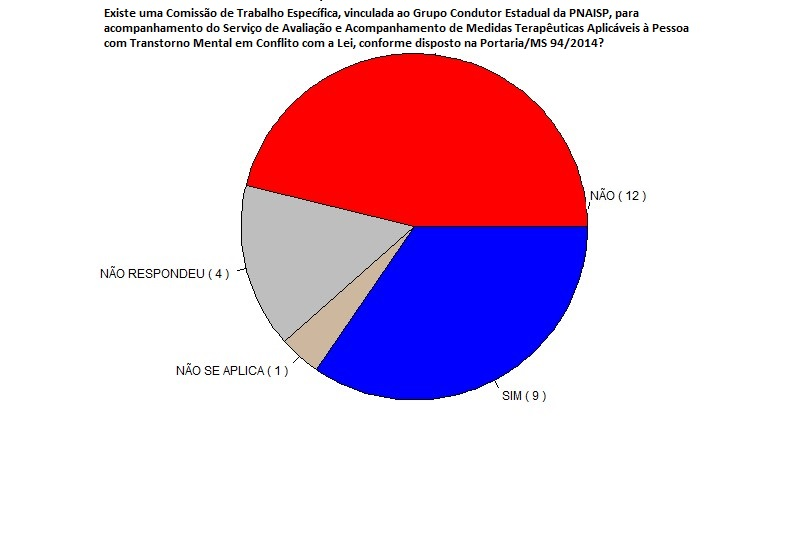 Existe uma Comissão de Trabalho Específica, vinculada ao Grupo Condutor Estadual da PNAISP, para
acompanhamento do Serviço de Avaliação e Acompanhamento de Medidas Terapêuticas Aplicáveis à Pessoa
com Transtorno Mental em Conflito com a Lei, conforme disposto na Portaria/MS 94/2014?
NÃO ( 12 )
NÃO RESPONDEU ( 4 )
NÃO SE APLICA ( 1 )
SIM ( 9 )